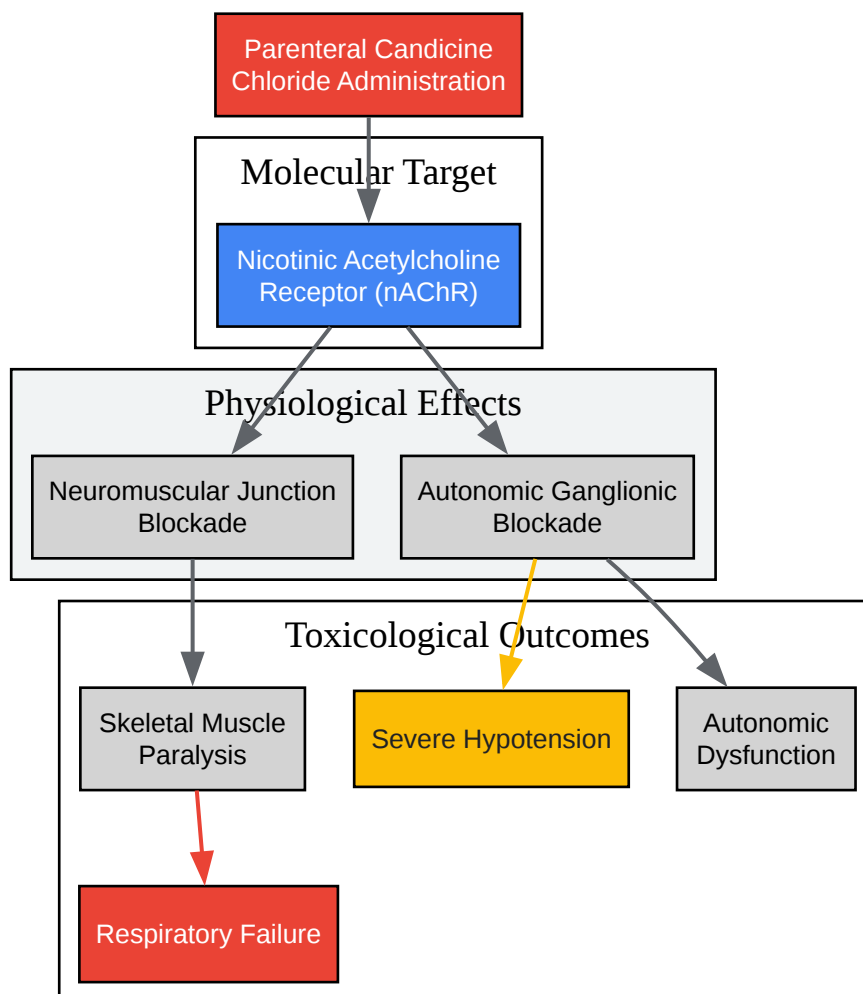 Parenteral Candicine
Chloride Administration
Molecular Target
Nicotinic Acetylcholine
Receptor (nAChR)
Physiological Effects
Neuromuscular Junction
Blockade
Autonomic Ganglionic
Blockade
Toxicological Outcomes
Skeletal Muscle
Paralysis
Severe Hypotension
Autonomic
Dysfunction
Respiratory Failure